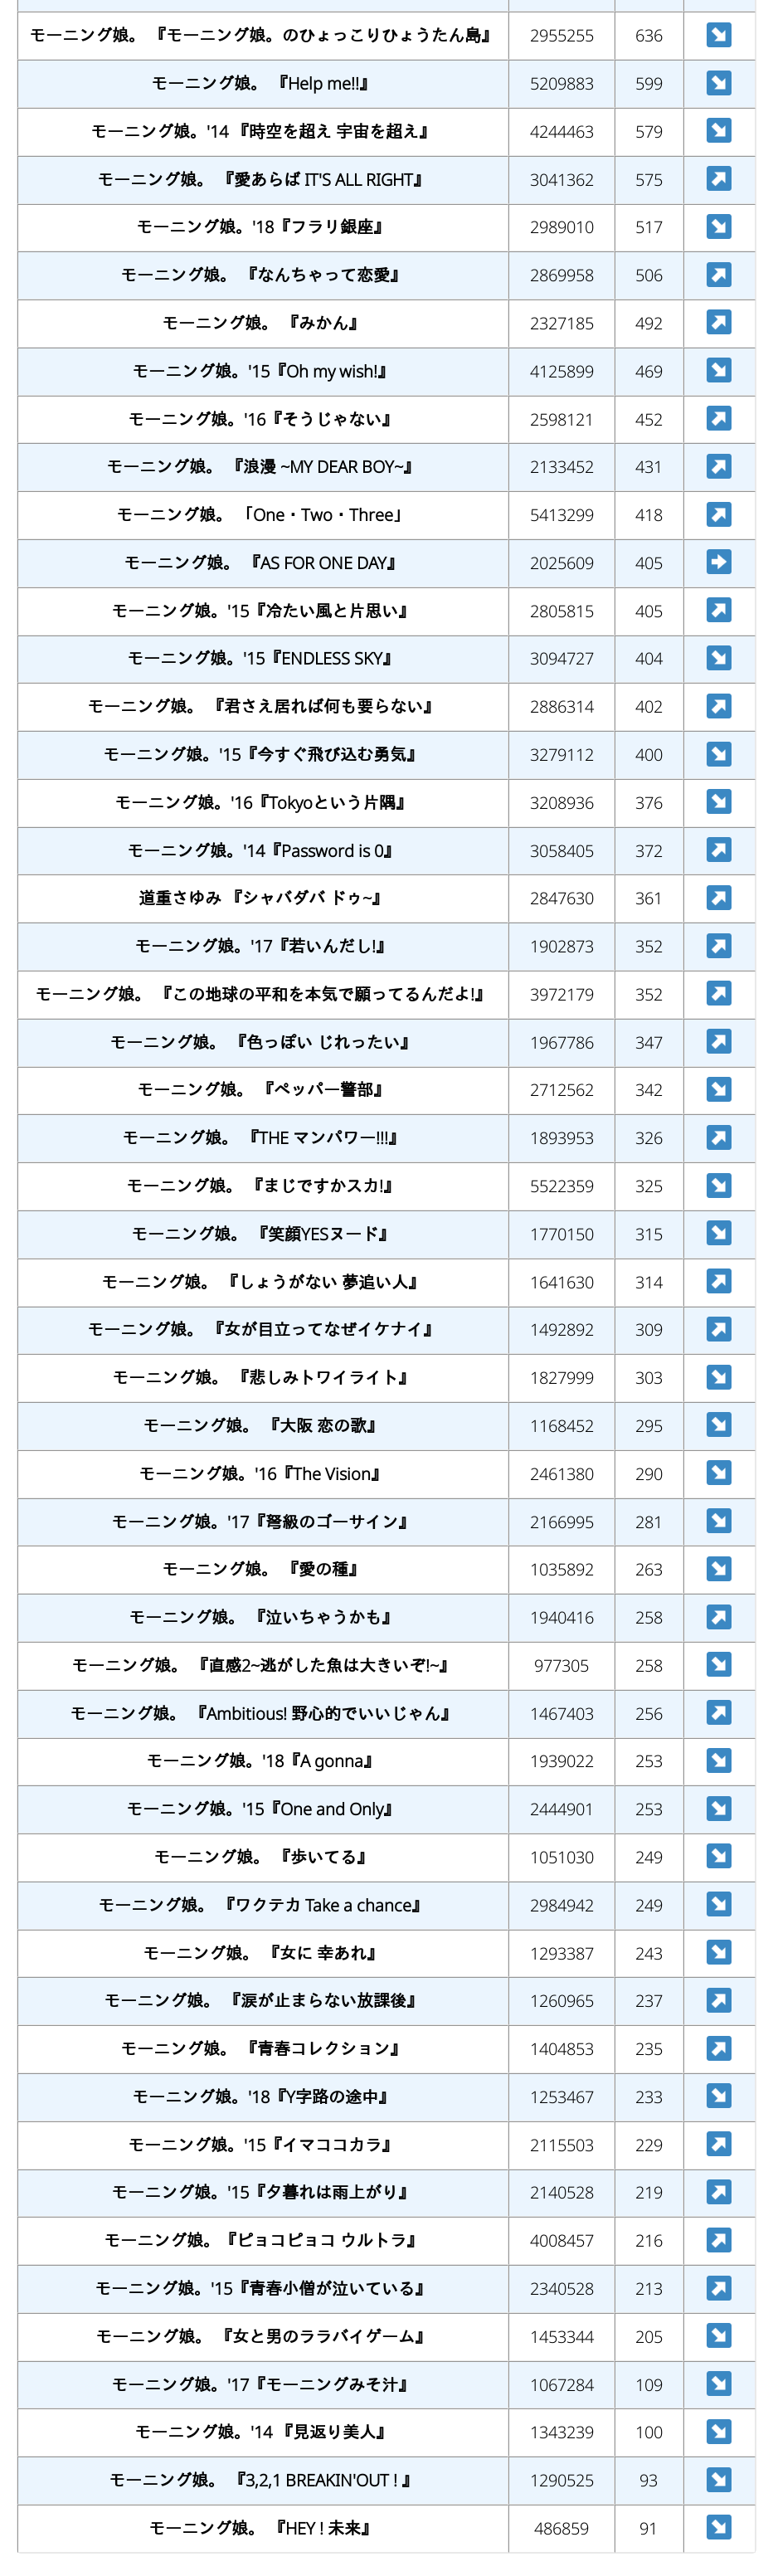 モーニング娘。 『モーニング娘。のひょっこりひょうたん島』 2955255 636 ↘
モーニング娘。 『Help me!!』 5209883 599 ↘
モーニング娘。'14 『時空を超え 宇宙を超え』 4244463 579 ↘
モーニング娘。 『愛あらば IT'S ALL RIGHT』 3041362 575 ↗
モーニング娘。'18『フラリ銀座』 2989010 517 ↘
モーニング娘。 『なんちゃって恋愛』 2869958 506 ↗
モーニング娘。 『みかん』 2327185 492 ↗
モーニング娘。'15『Oh my wish!』 4125899 469 ↘
モーニング娘。'16『そうじゃない』 2598121 452 ↗
モーニング娘。 『浪漫 ~MY DEAR BOY~』 2133452 431 ↗
モーニング娘。 「One・Two・Three」 5413299 418 ↗
モーニング娘。 『AS FOR ONE DAY』 2025609 405 ➡
モーニング娘。'15『冷たい風と片思い』 2805815 405 ↗
モーニング娘。'15『ENDLESS SKY』 3094727 404 ↘
モーニング娘。 『君さえ居れば何も要らない』 2886314 402 ↗
モーニング娘。'15『今すぐ飛び込む勇気』 3279112 400 ↘
モーニング娘。'16『Tokyoという片隅』 3208936 376 ↘
モーニング娘。'14『Password is 0』 3058405 372 ↗
道重さゆみ 『シャバダバ ドゥ~』 2847630 361 ↗
モーニング娘。'17『若いんだし!』 1902873 352 ↗
モーニング娘。 『この地球の平和を本気で願ってるんだよ!』 3972179 352 ↗
モーニング娘。 『色っぽい じれったい』 1967786 347 ↗
モーニング娘。 『ペッパー警部』 2712562 342 ↘
モーニング娘。 『THE マンパワー!!!』 1893953 326 ↗
モーニング娘。 『まじですかスカ!』 5522359 325 ↘
モーニング娘。 『笑顔YESヌード』 1770150 315 ↘
モーニング娘。 『しょうがない 夢追い人』 1641630 314 ↗
モーニング娘。 『女が目立ってなぜイケナイ』 1492892 309 ↗
モーニング娘。 『悲しみトワイライト』 1827999 303 ↘
モーニング娘。 『大阪 恋の歌』 1168452 295 ↘
モーニング娘。'16『The Vision』 2461380 290 ↘
モーニング娘。'17『弩級のゴーサイン』 2166995 281 ↘
モーニング娘。 『愛の種』 1035892 263 ↘
モーニング娘。 『泣いちゃうかも』 1940416 258 ↗
モーニング娘。 『直感2~逃がした魚は大きいぞ!~』 977305 258 ↘
モーニング娘。 『Ambitious! 野心的でいいじゃん』 1467403 256 ↗
モーニング娘。'18『A gonna』 1939022 253 ↘
モーニング娘。'15『One and Only』 2444901 253 ↘
モーニング娘。 『歩いてる』 1051030 249 ↘
モーニング娘。 『ワクテカ Take a chance』 2984942 249 ↘
モーニング娘。 『女に 幸あれ』 1293387 243 ↘
モーニング娘。 『涙が止まらない放課後』 1260965 237 ↗
モーニング娘。 『青春コレクション』 1404853 235 ↗
モーニング娘。'18『Y字路の途中』 1253467 233 ↘
モーニング娘。'15『イマココカラ』 2115503 229 ↗
モーニング娘。'15『夕暮れは雨上がり』 2140528 219 ↗
モーニング娘。『ピョコピョコ ウルトラ』 4008457 216 ↗
モーニング娘。'15『青春小僧が泣いている』 2340528 213 ↗
モーニング娘。 『女と男のララバイゲーム』 1453344 205 ↘
モーニング娘。'17『モーニングみそ汁』 1067284 109 ↘
モーニング娘。'14 『見返り美人』 1343239 100 ↘
モーニング娘。 『3,2,1 BREAKIN'OUT ! 』 1290525 93 ↘
モーニング娘。 『HEY ! 未来』 486859 91 ↘